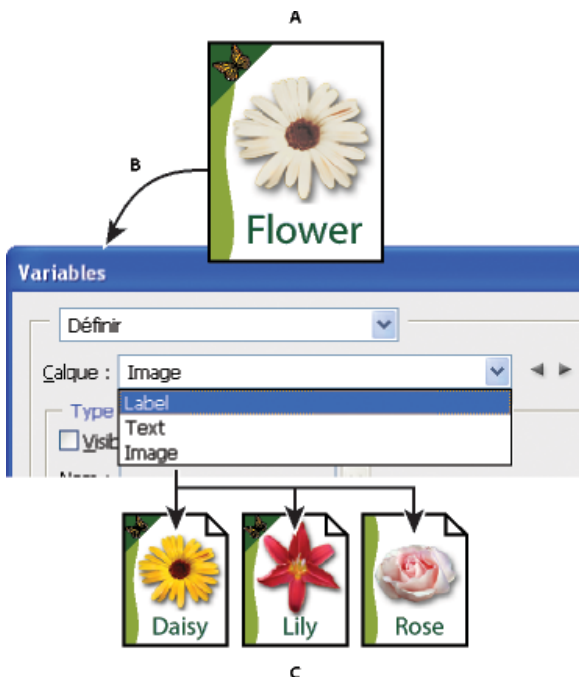 A
B
Flower
Variables
Définir
Calque : Image
Type Label
Text
Visib
Image
Daisy
Lily
Rose
C